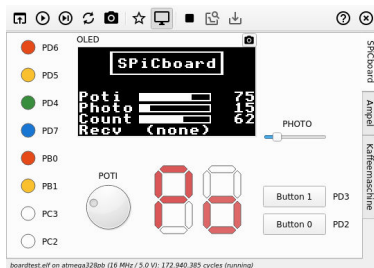 OLED
PD6
PD5
PD4
PD7
PB0
PB1
PC3
PC2
SPiCboard
Poti 75
Photo 15
Count 62
Recv (none)
PHOTO
POTI
Button 1 PD3
Button 0 PD2
SPiCboard
Ampel
Kaffeemaschine
boardtest.elf on atmega328pb (16 MHz / 5.0 V): 172.940.385 cycles (running)